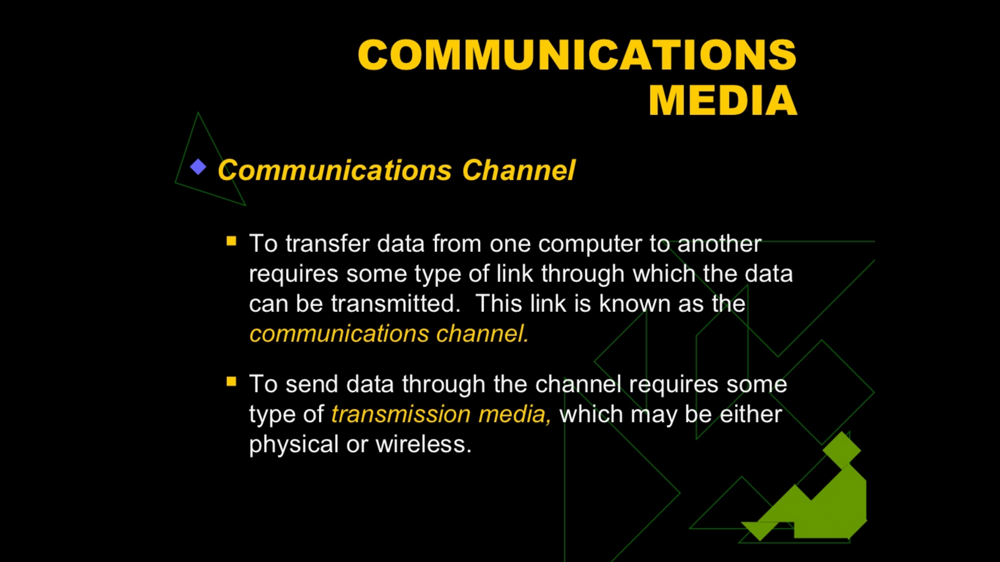 COMMUNICATIONS
MEDIA
Communications Channel
To transfer data from one computer to another
requires some type of link through which the data
can be transmitted.  This link is known as the
communications channel.
To send data through the channel requires some
type of transmission media, which may be either
physical or wireless.